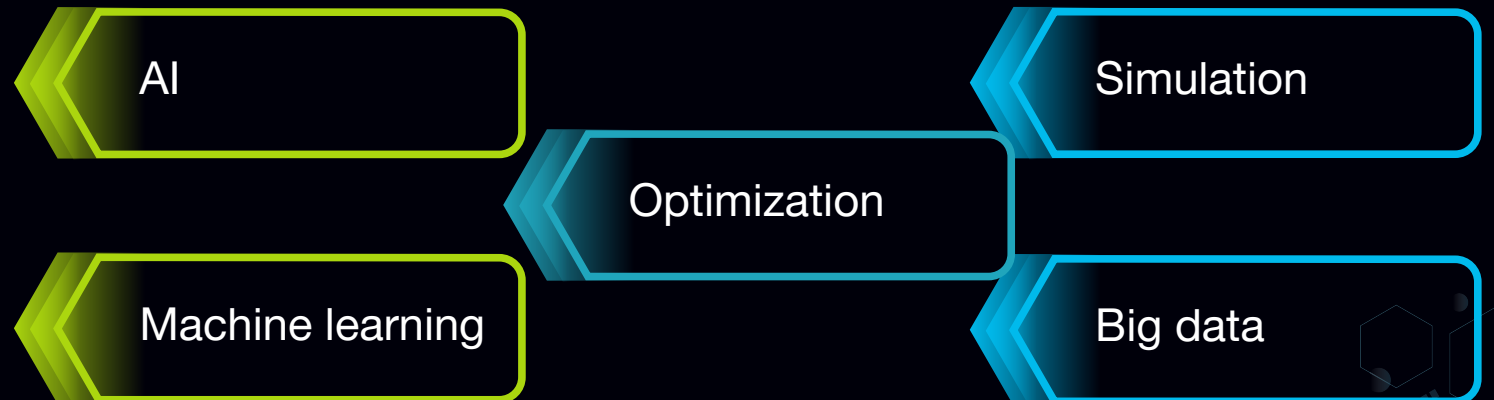 AI
Simulation
Optimization
Machine learning
Big data